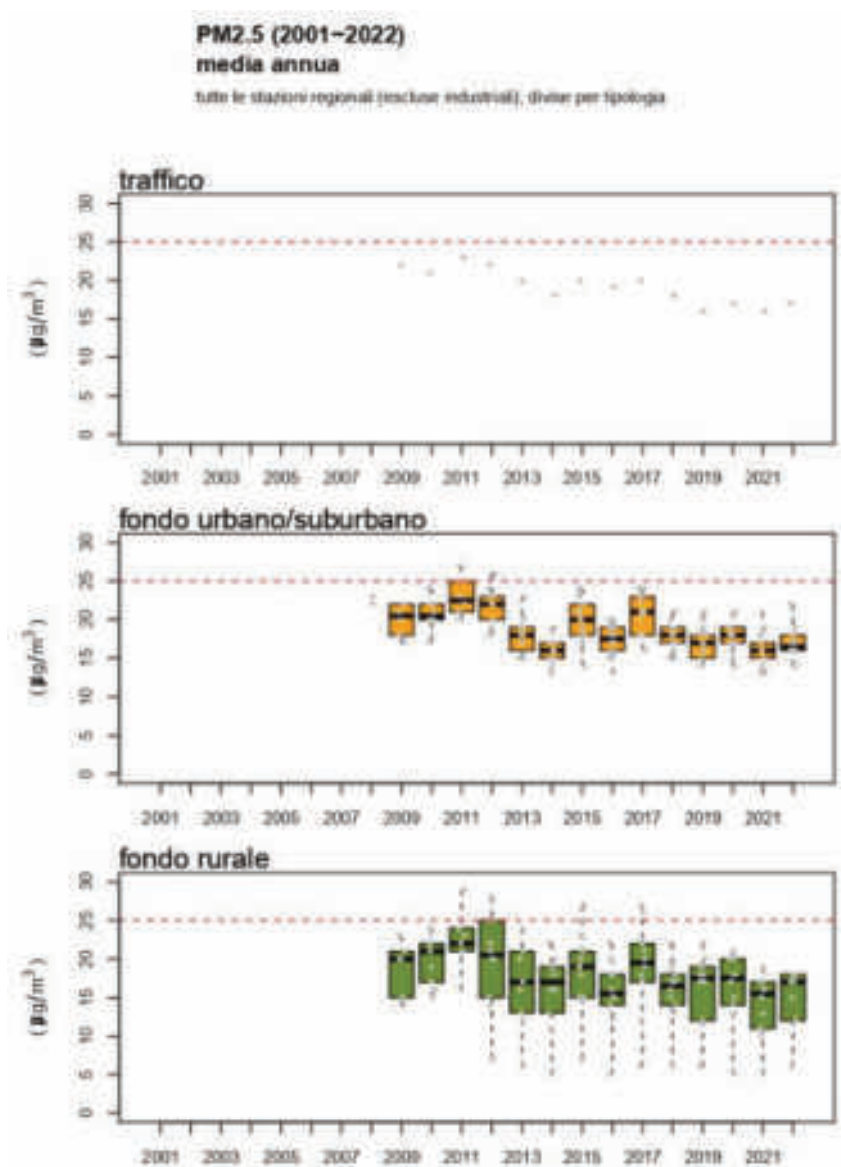 PM2.5 (2001−2022)
media annua
tutte le stazioni regionali (escluse industriali), divise per tipologia
traffico
(μg/m³)
30
25
20
15
10
5
0
2001 2003 2005 2007 2009 2011 2013 2015 2017 2019 2021
fondo urbano/suburbano
(μg/m³)
30
25
20
15
10
5
0
2001 2003 2005 2007 2009 2011 2013 2015 2017 2019 2021
fondo rurale
(μg/m³)
30
25
20
15
10
5
0
2001 2003 2005 2007 2009 2011 2013 2015 2017 2019 2021